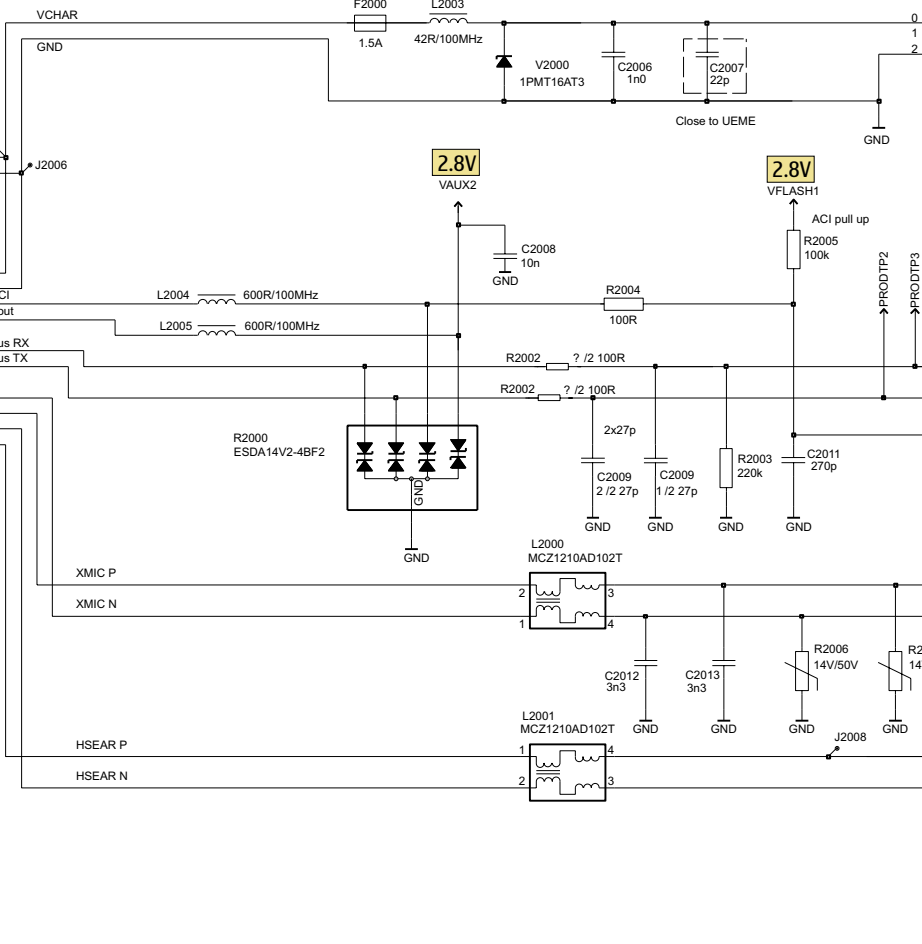 F2000
L2003
VCHAR
0
1
2
1.5A
42R/100MHz
GND
V2000
1PMT16AT3
C2006
1n0
C2007
22p
Close to UEME
GND
J2006
2.8V
VAUX2
2.8V
VFLASH1
ACI pull up
R2005
100k
C2008
10n
GND
PRODTP2
PRODTP3
CI
L2004
600R/100MHz
R2004
100R
out
L2005
600R/100MHz
us RX
us TX
R2002
? /2 100R
R2002
? /2 100R
R2000
ESDA14V2-4BF2
GND
GND
2x27p
C2009
2 /2 27p
C2009
1 /2 27p
R2003
220k
C2011
270p
GND
GND
GND
GND
L2000
MCZ1210AD102T
XMIC P
2
3
XMIC N
1
4
C2012
3n3
C2013
3n3
R2006
14V/50V
R2
14
GND
GND
GND
GND
L2001
MCZ1210AD102T
J2008
HSEAR P
1
4
HSEAR N
2
3